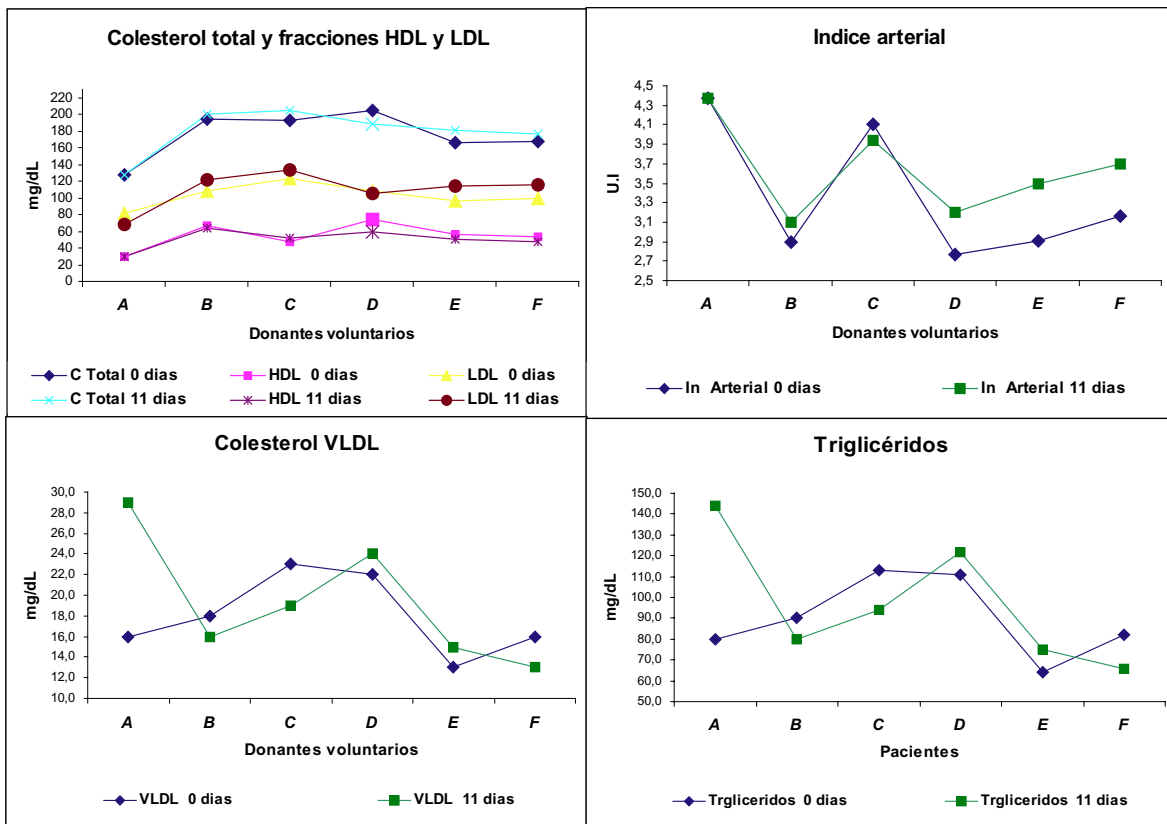 Colesterol total y fracciones HDL y LDL
220
200
180
160
140
120
100
80
60
40
20
0
mg/dL
A B C D E F
Donantes voluntarios
C Total 0 dias HDL 0 dias LDL 0 dias
C Total 11 dias HDL 11 dias LDL 11 dias
Indice arterial
4,5
4,3
4,1
3,9
3,7
3,5
3,3
3,1
2,9
2,7
2,5
U.I
A B C D E F
Donantes voluntarios
In Arterial 0 dias In Arterial 11 dias
Colesterol VLDL
30,0
28,0
26,0
24,0
22,0
20,0
18,0
16,0
14,0
12,0
10,0
mg/dL
A B C D E F
Donantes voluntarios
VLDL 0 dias VLDL 11 dias
Triglicéridos
150,0
140,0
130,0
120,0
110,0
100,0
90,0
80,0
70,0
60,0
50,0
mg/dL
A B C D E F
Pacientes
Trgliceridos 0 dias Trgliceridos 11 dias